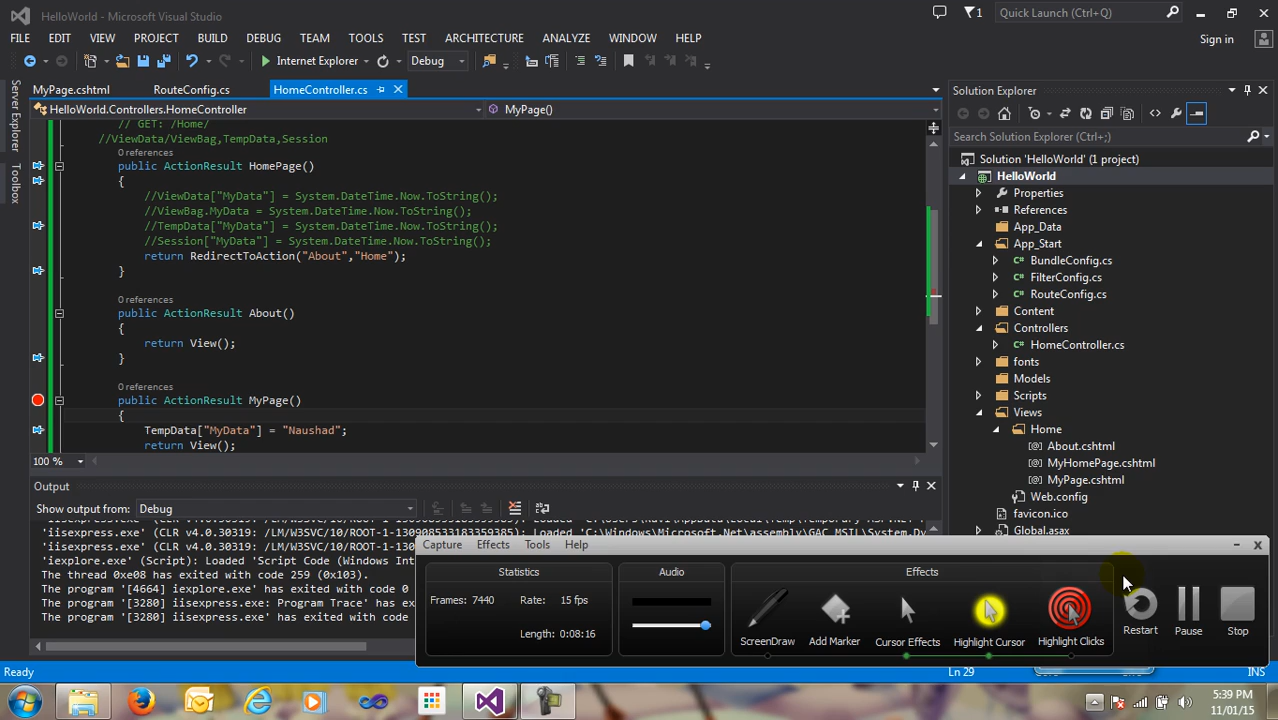 HelloWorld - Microsoft Visual Studio
1
Quick Launch (Ctrl+Q)
FILE EDIT VIEW PROJECT BUILD DEBUG TEAM TOOLS TEST ARCHITECTURE ANALYZE WINDOW HELP
Sign in
Internet Explorer
Debug
Server Explorer
Toolbox
MyPage.cshtml RouteConfig.cs HomeController.cs
HelloWorld.Controllers.HomeController
MyPage()
// GET: /Home/
//ViewData/ViewBag,TempData,Session
0 references
public ActionResult HomePage()
{
//ViewData["MyData"] = System.DateTime.Now.ToString();
//ViewBag.MyData = System.DateTime.Now.ToString();
//TempData["MyData"] = System.DateTime.Now.ToString();
//Session["MyData"] = System.DateTime.Now.ToString();
return RedirectToAction("About","Home");
}
0 references
public ActionResult About()
{
return View();
}
0 references
public ActionResult MyPage()
{
TempData["MyData"] = "Naushad";
return View();
100 %
Solution Explorer
Search Solution Explorer (Ctrl+;)
Solution 'HelloWorld' (1 project)
HelloWorld
Properties
References
App_Data
App_Start
BundleConfig.cs
FilterConfig.cs
RouteConfig.cs
Content
Controllers
HomeController.cs
fonts
Models
Scripts
Views
Home
About.cshtml
MyHomePage.cshtml
MyPage.cshtml
Web.config
favicon.ico
Global.asax
Output
Show output from: Debug
'iisexpress.exe' (CLR v4.0.30319: /LM/W3SVC/10/ROOT-1-130908533183359385): Loaded
'iexplore.exe' (Script): Loaded 'Script Code (Windows Int
The thread 0xe08 has exited with code 259 (0x103).
The program '[4664] iexplore.exe' has exited with code 0
The program '[3280] iisexpress.exe: Program Trace' has ex
The program '[3280] iisexpress.exe' has exited with code
Capture Effects Tools Help
Statistics
Frames: 7440 Rate: 15 fps
Length: 0:08:16
Audio
Effects
ScreenDraw
Add Marker
Cursor Effects
Highlight Cursor
Highlight Clicks
Restart
Pause
Stop
Ready
Ln 29
INS
5:39 PM
11/01/15